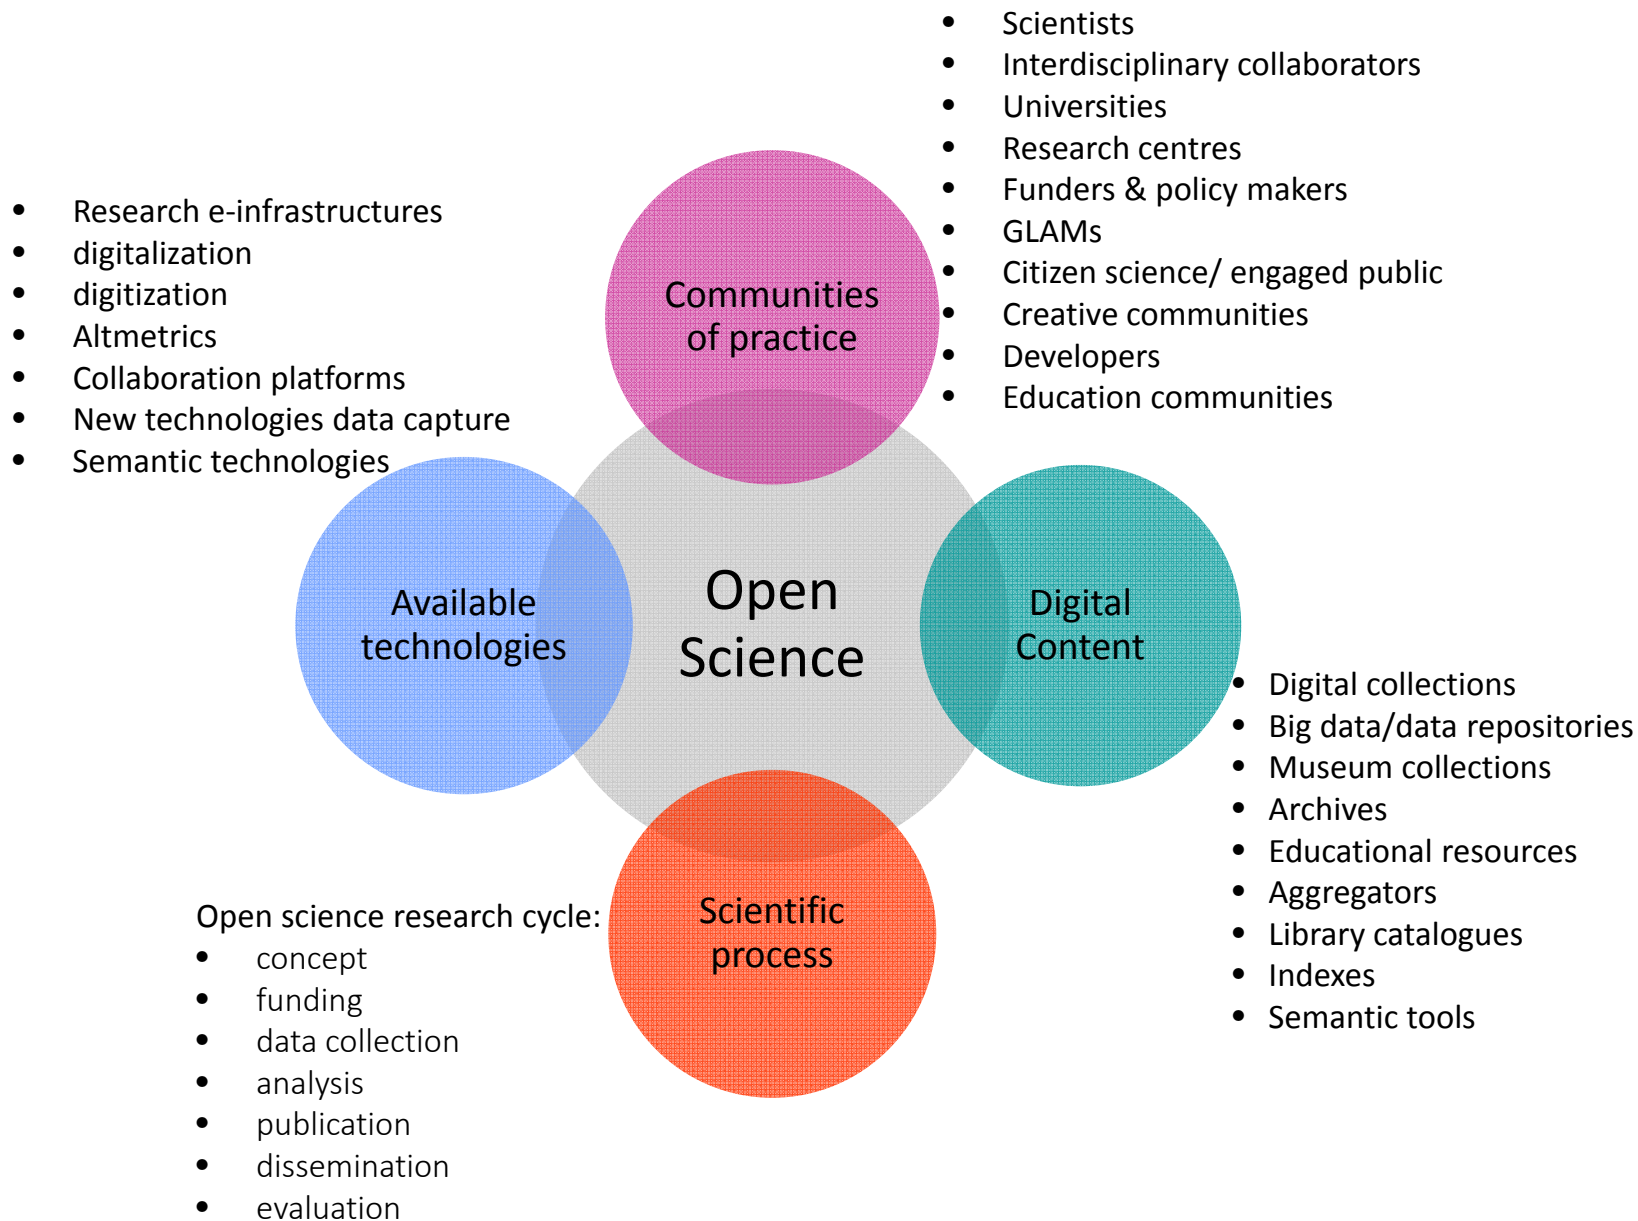 • Scientists
• Interdisciplinary collaborators
• Universities
• Research centres
• Funders & policy makers
• GLAMs
• Citizen science/ engaged public
• Creative communities
• Developers
• Education communities
• Research e-infrastructures
• digitalization
• digitization
• Altmetrics
• Collaboration platforms
• New technologies data capture
• Semantic technologies
Communities
of practice
Available
technologies
Open
Science
Digital
Content
• Digital collections
• Big data/data repositories
• Museum collections
• Archives
• Educational resources
• Aggregators
• Library catalogues
• Indexes
• Semantic tools
Scientific
process
Open science research cycle:
• concept
• funding
• data collection
• analysis
• publication
• dissemination
• evaluation